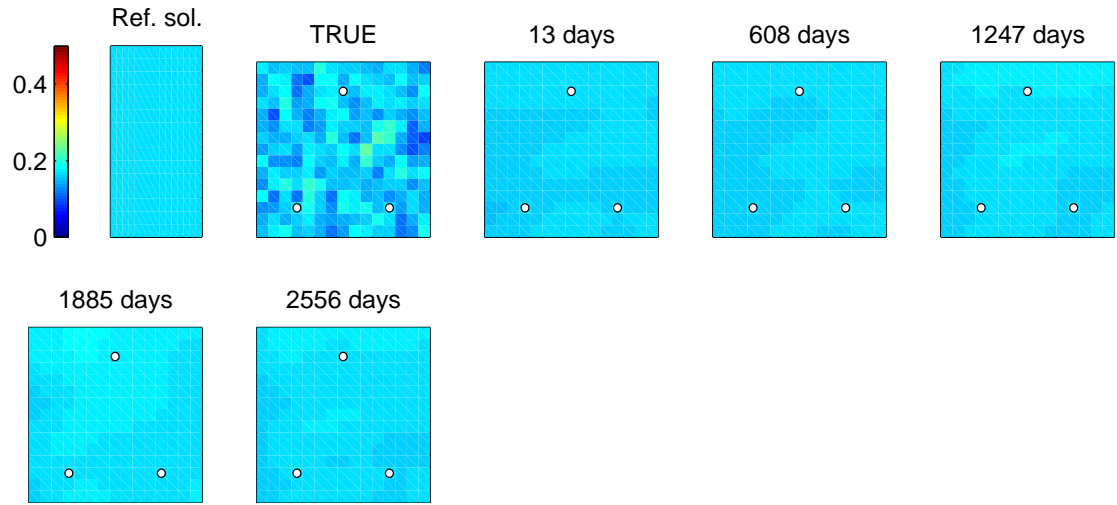 Ref. sol.
TRUE
13 days
608 days
1247 days
0.4
0.2
0
1885 days
2556 days